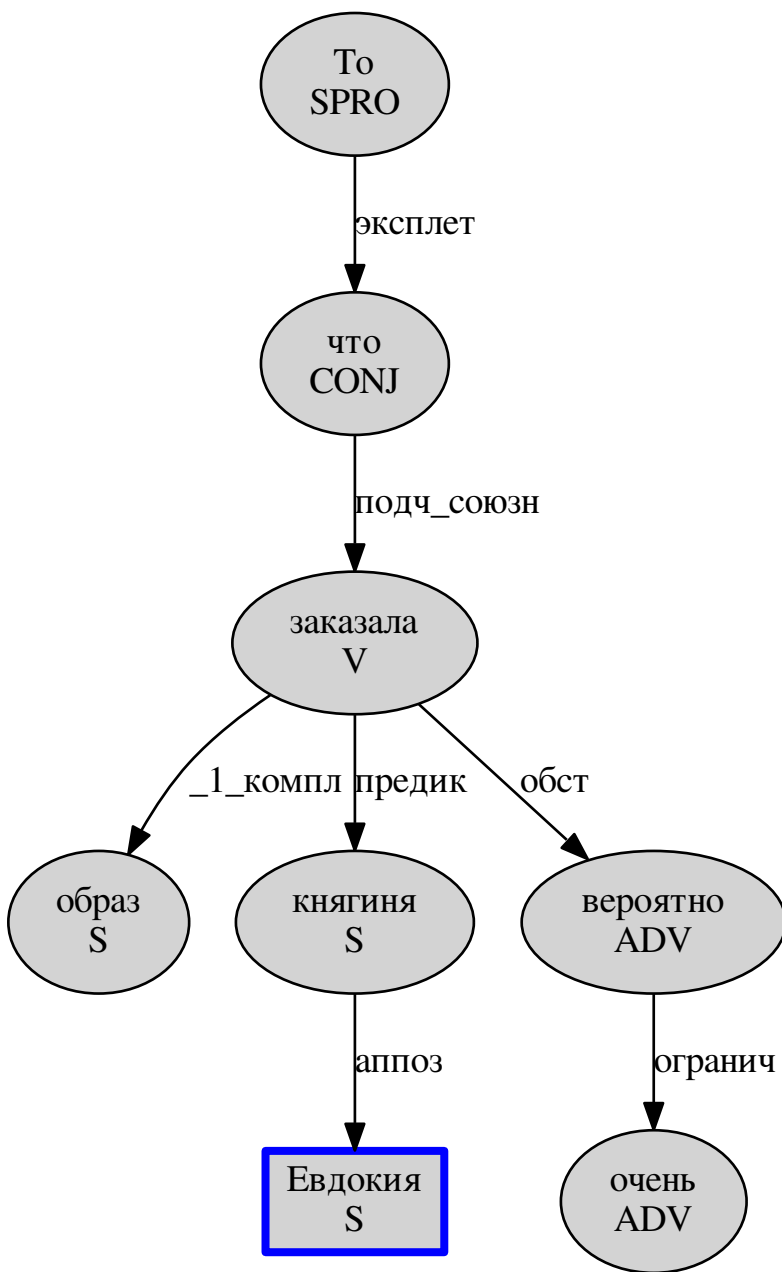 То
SPRO
эксплет
что
CONJ
подч_союзн
заказала
V
_1_компл
предик
обст
образ
S
княгиня
S
вероятно
ADV
аппоз
огранич
Евдокия
S
очень
ADV